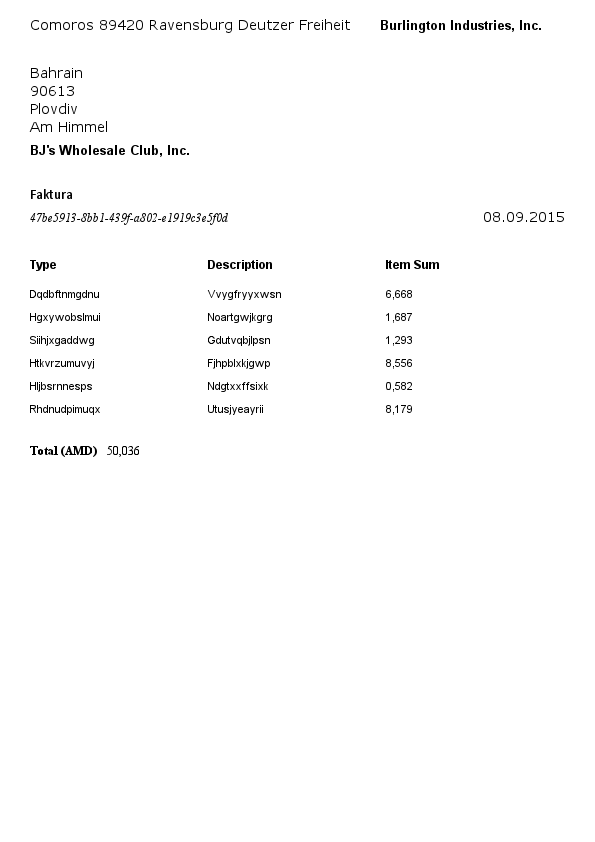 Comoros 89420 Ravensburg Deutzer Freiheit Burlington Industries, Inc.
Bahrain
90613
Plovdiv
Am Himmel
BJ's Wholesale Club, Inc.
Faktura
47be5913-8bb1-439f-a802-e1919c3e5f0d 08.09.2015
Type Description Item Sum
Dqdbftnmgdnu Vvygfryyxwsn 6,668
Hgxywobslmui Noartgwjkgrg 1,687
Siihjxgaddwg Gdutvqbjlpsn 1,293
Htkvrzumuvyj Fjhpblxkjgwp 8,556
Hljbsrnnesps Ndgtxxffsixk 0,582
Rhdnudpimuqx Utusjyeayrii 8,179
Total (AMD) 50,036